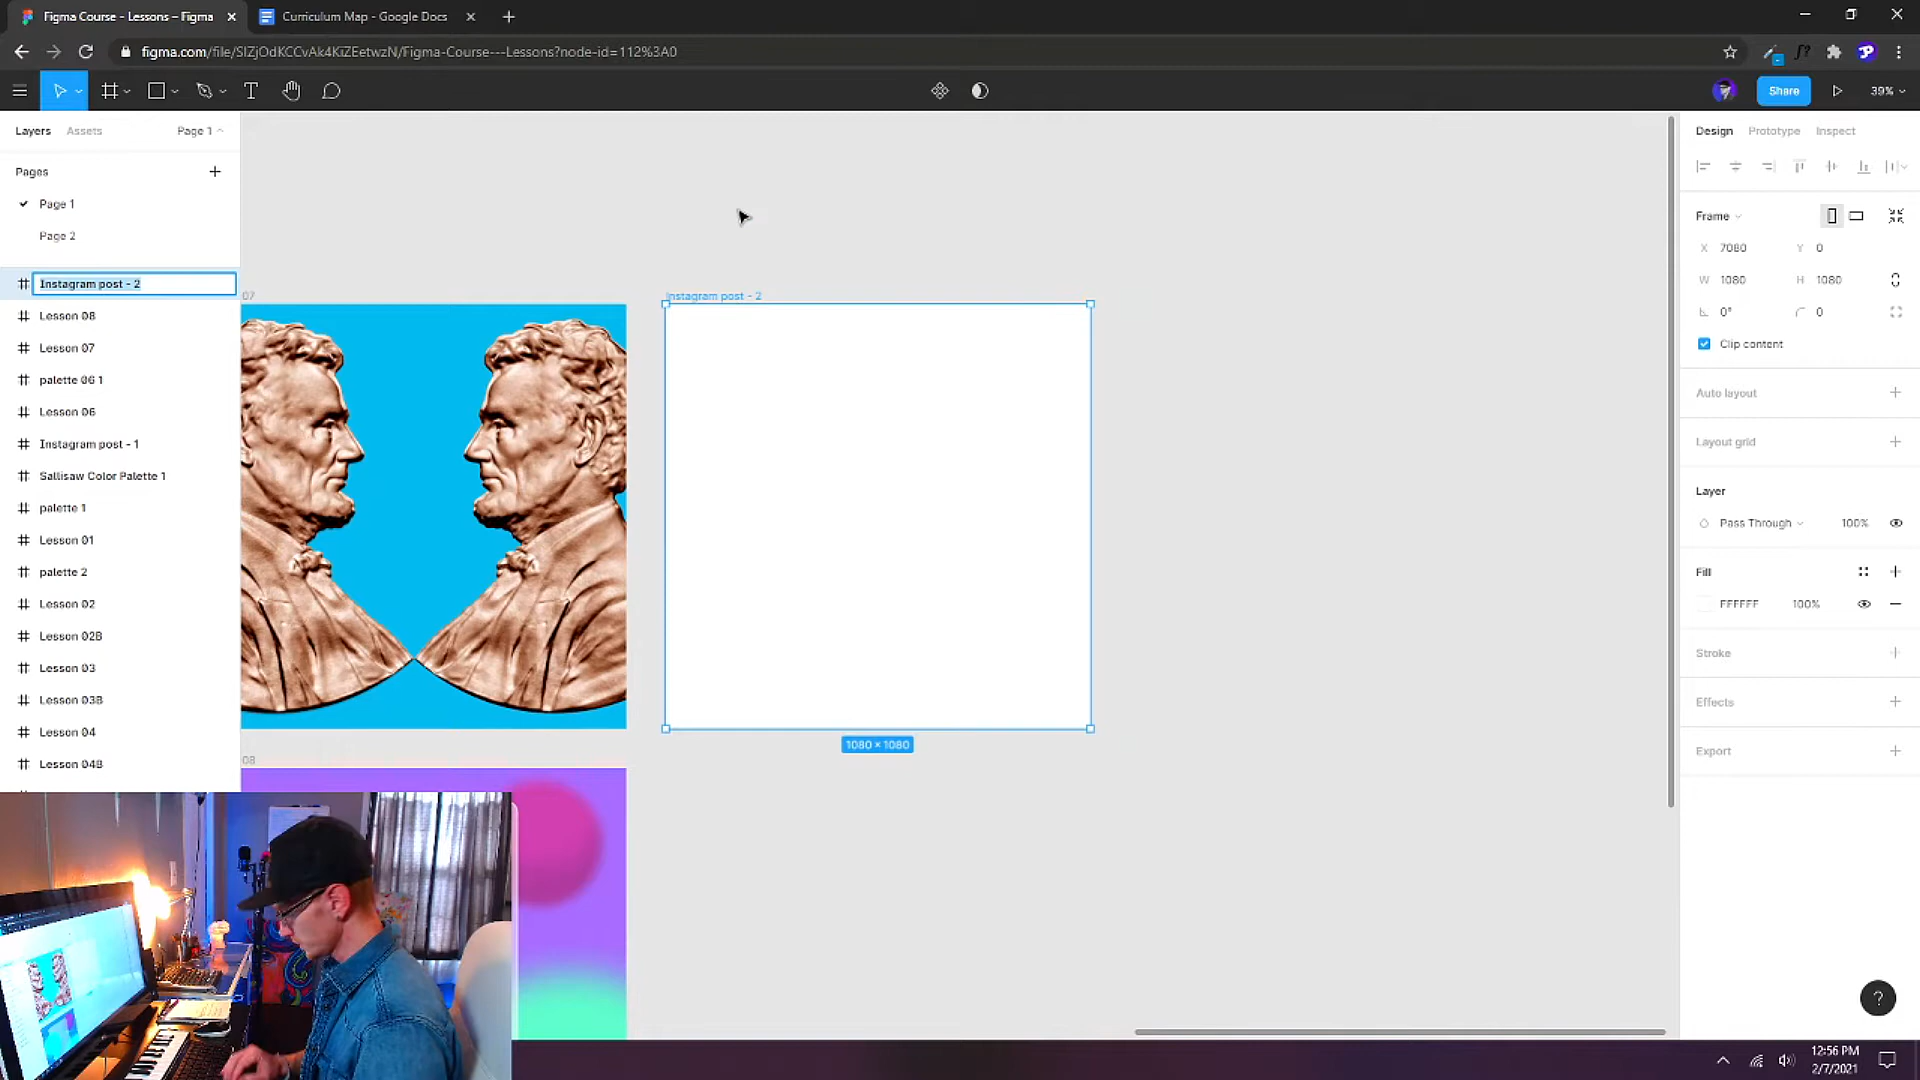 Figma Course - Lessons – Figma
Curriculum Map - Google Docs
figma.com/file/SIZjOdKCCvAk4KiZEetwzN/Figma-Course---Lessons?node-id=112%3A0
Share
39%
Layers
Assets
Page 1
Pages
Page 1
Page 2
Instagram post - 2
Lesson 08
Lesson 07
palette 06 1
Lesson 06
Instagram post - 1
Sallisaw Color Palette 1
palette 1
Lesson 01
palette 2
Lesson 02
Lesson 02B
Lesson 03
Lesson 03B
Lesson 04
Lesson 04B
07
Instagram post - 2
1080 × 1080
08
Design
Prototype
Inspect
Frame
X 7080 Y 0
W 1080 H 1080
0° 0
Clip content
Auto layout
Layout grid
Layer
Pass Through 100%
Fill
FFFFFF 100%
Stroke
Effects
Export
?
12:56 PM
2/7/2021